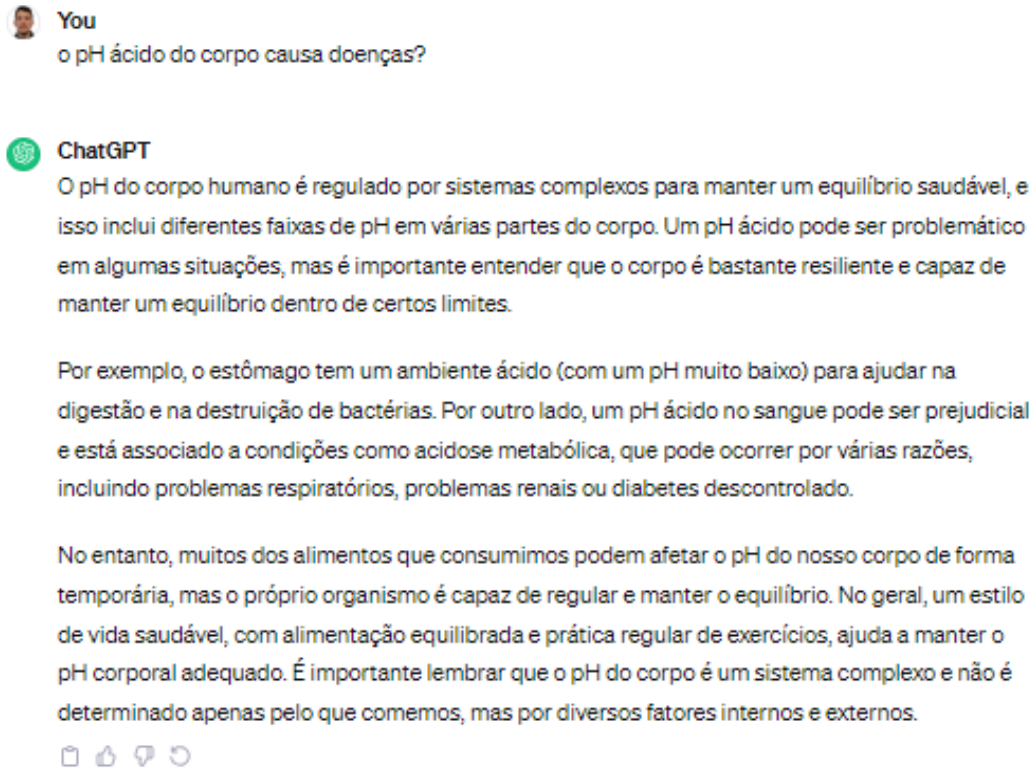 You
o pH ácido do corpo causa doenças?
ChatGPT
O pH do corpo humano é regulado por sistemas complexos para manter um equilíbrio saudável, e
isso inclui diferentes faixas de pH em várias partes do corpo. Um pH ácido pode ser problemático
em algumas situações, mas é importante entender que o corpo é bastante resiliente e capaz de
manter um equilíbrio dentro de certos limites.
Por exemplo, o estômago tem um ambiente ácido (com um pH muito baixo) para ajudar na
digestão e na destruição de bactérias. Por outro lado, um pH ácido no sangue pode ser prejudicial
e está associado a condições como acidose metabólica, que pode ocorrer por várias razões,
incluindo problemas respiratórios, problemas renais ou diabetes descontrolado.
No entanto, muitos dos alimentos que consumimos podem afetar o pH do nosso corpo de forma
temporária, mas o próprio organismo é capaz de regular e manter o equilíbrio. No geral, um estilo
de vida saudável, com alimentação equilibrada e prática regular de exercícios, ajuda a manter o
pH corporal adequado. É importante lembrar que o pH do corpo é um sistema complexo e não é
determinado apenas pelo que comemos, mas por diversos fatores internos e externos.